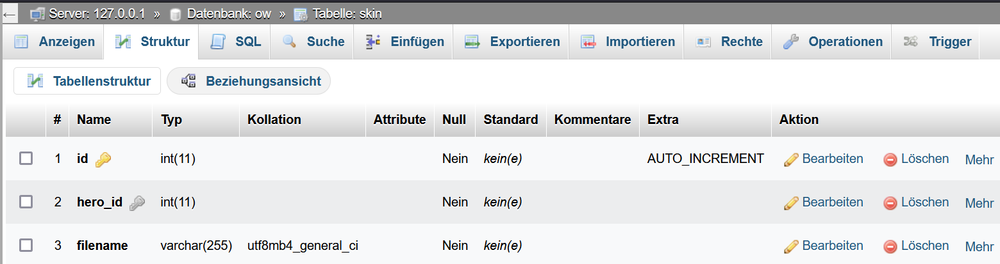 ← Server: 127.0.0.1 » Datenbank: ow » Tabelle: skin
Anzeigen Struktur SQL Suche Einfügen Exportieren Importieren Rechte Operationen Trigger
Tabellenstruktur Beziehungsansicht
# Name Typ Kollation Attribute Null Standard Kommentare Extra Aktion
1 id int(11) Nein kein(e) AUTO_INCREMENT Bearbeiten Löschen Mehr
2 hero_id int(11) Nein kein(e) Bearbeiten Löschen Mehr
3 filename varchar(255) utf8mb4_general_ci Nein kein(e) Bearbeiten Löschen Mehr